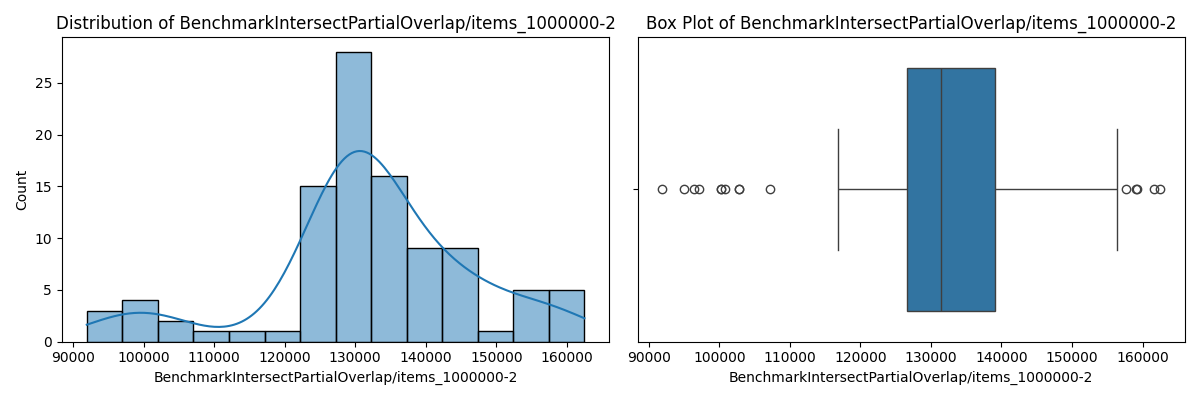 Distribution of BenchmarkIntersectPartialOverlap/items_1000000-2
Count
25
20
15
10
5
0
90000 100000 110000 120000 130000 140000 150000 160000
BenchmarkIntersectPartialOverlap/items_1000000-2
Box Plot of BenchmarkIntersectPartialOverlap/items_1000000-2
90000 100000 110000 120000 130000 140000 150000 160000
BenchmarkIntersectPartialOverlap/items_1000000-2